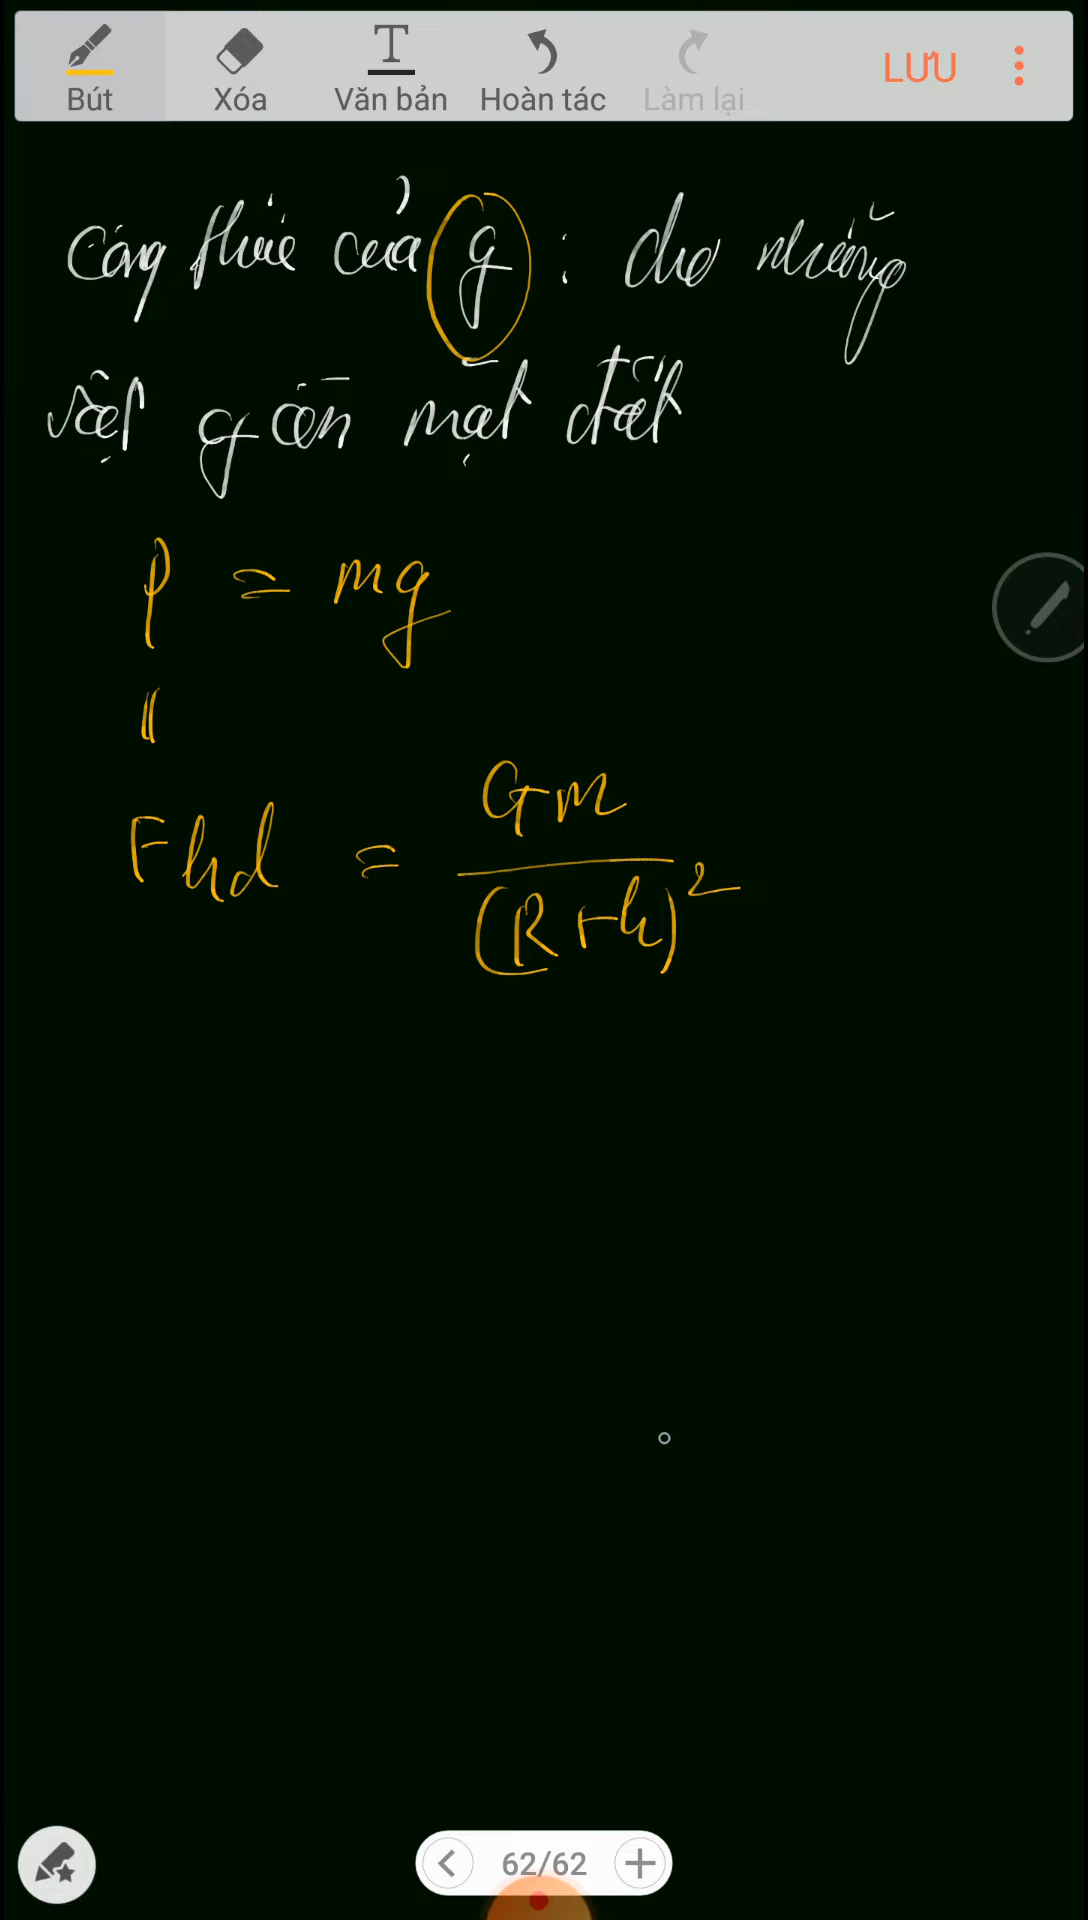 Bút Xóa Văn bản Hoàn tác Làm lại LƯU
Công thức của g : cho những
vật gần mặt đất
P = mg
||
Fhd = GM
(R+h)²
62/62